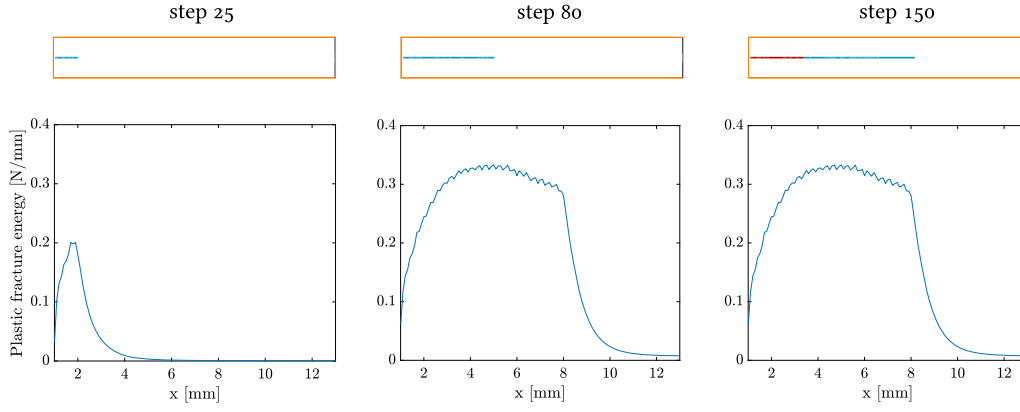 step 25 step 80 step 150
Plastic fracture energy [N/mm]
0.4 0.4 0.4
0.3 0.3 0.3
0.2 0.2 0.2
0.1 0.1 0.1
0 0 0
2 4 6 8 10 12 2 4 6 8 10 12 2 4 6 8 10 12
x [mm] x [mm] x [mm]